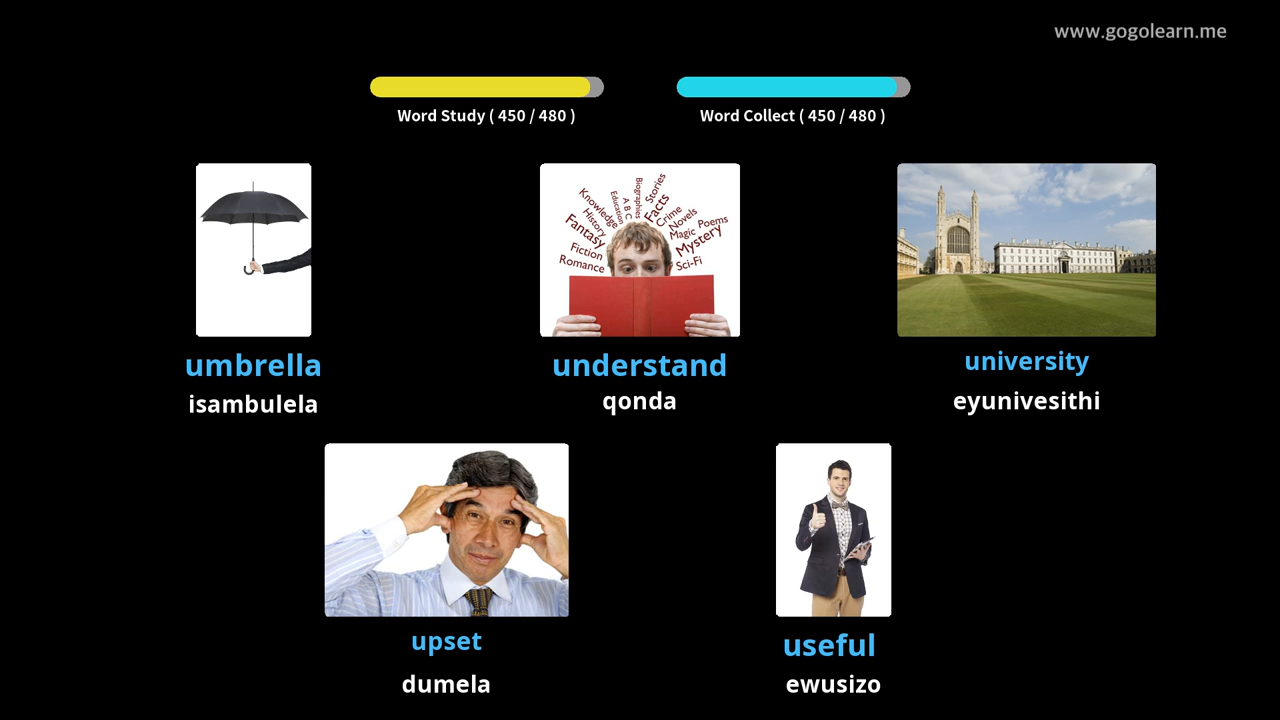 www.gogolearn.me
Word Study ( 450 / 480 )
Word Collect ( 450 / 480 )
Knowledge
Education
A B C
Biographies
Stories
Facts
Crime
Novels
Magic
Poems
Mystery
Sci-Fi
History
Fantasy
Fiction
Romance
umbrella
isambulela
understand
qonda
university
eyunivesithi
upset
dumela
useful
ewusizo